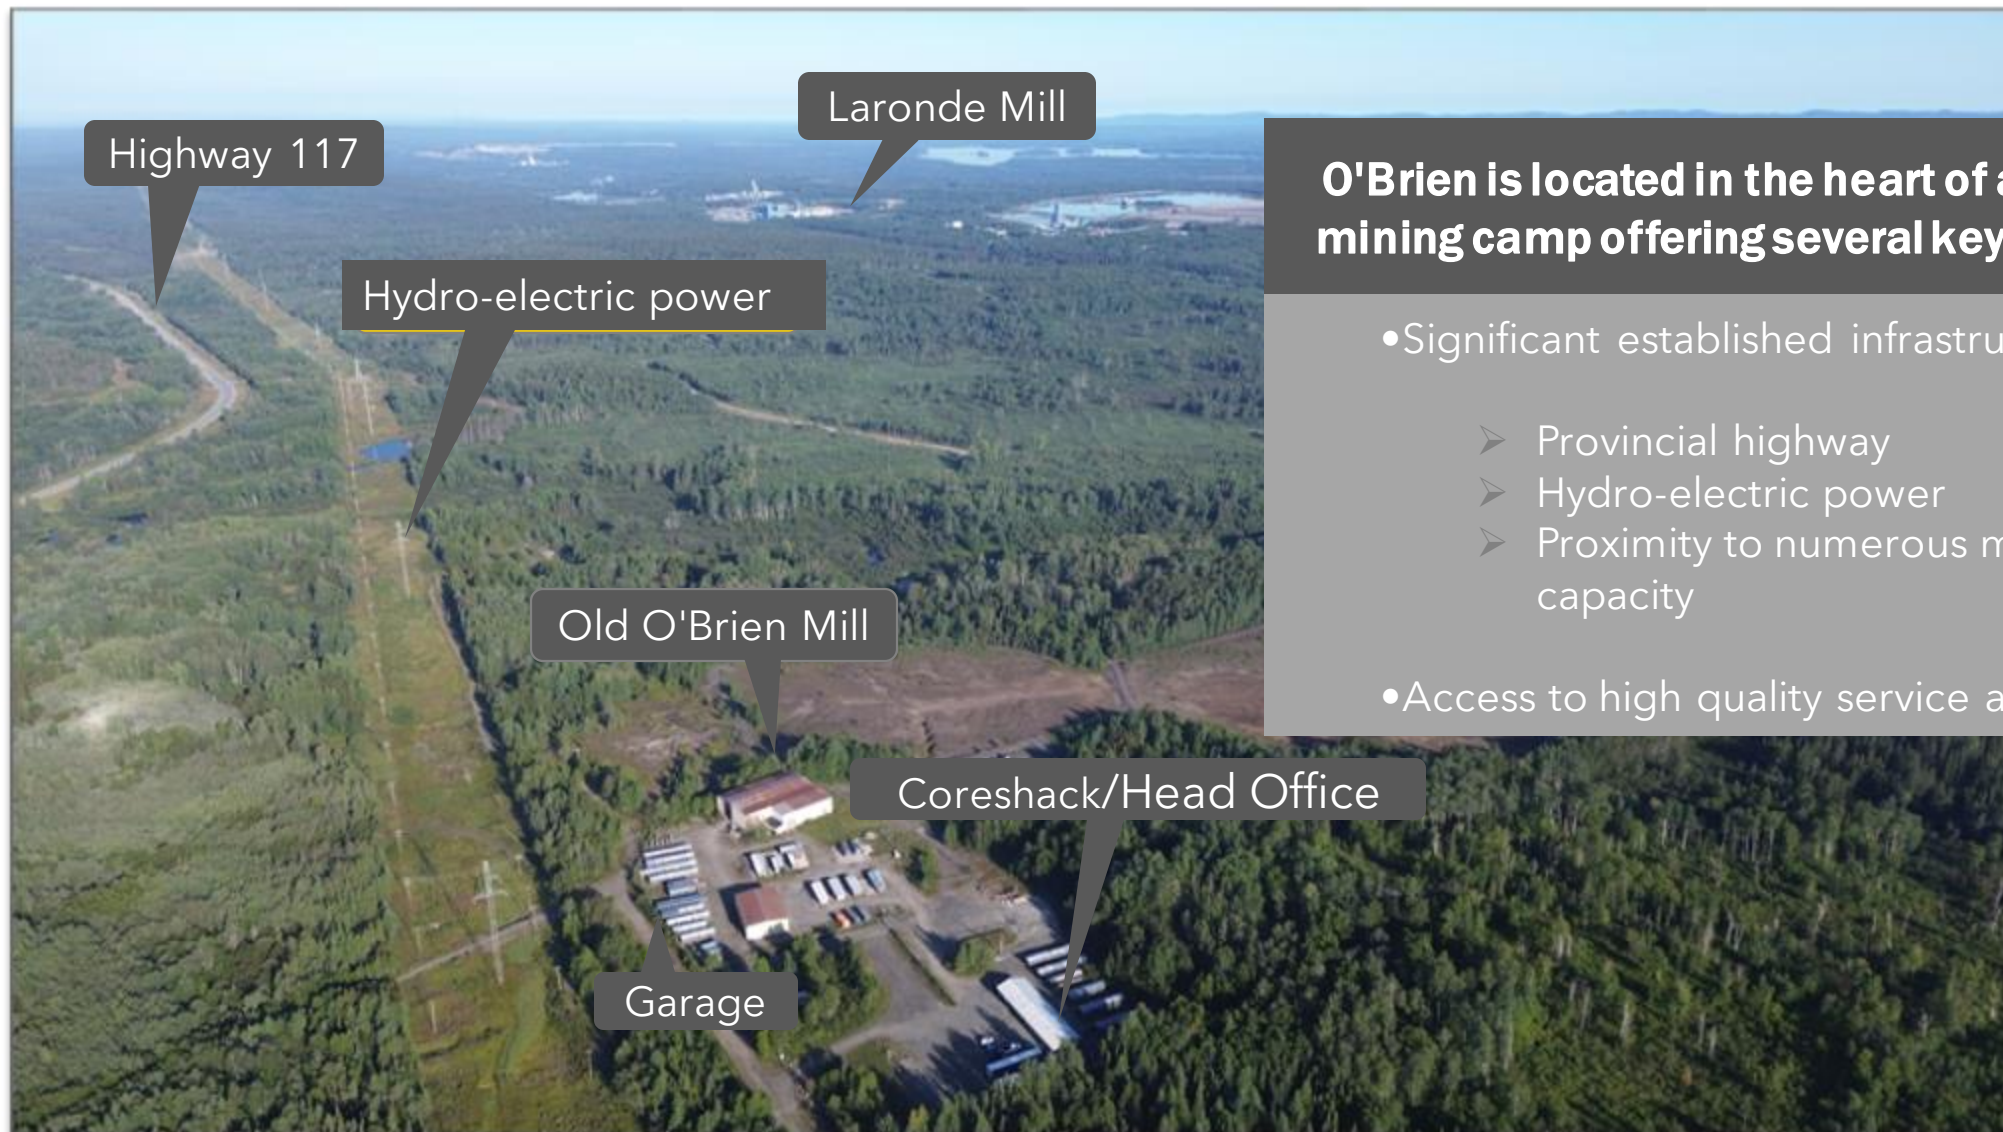 Laronde Mill
Highway 117
O'Brien is located in the heart of
mining camp offering several key
Hydro-electric power
•Significant established
➢ Provincial highway
➢ Hydro-electric power
➢ Proximity to numerous
capacity
Old O'Brien Mill
•Access to high quality service
Coreshack/Head Office
Garage